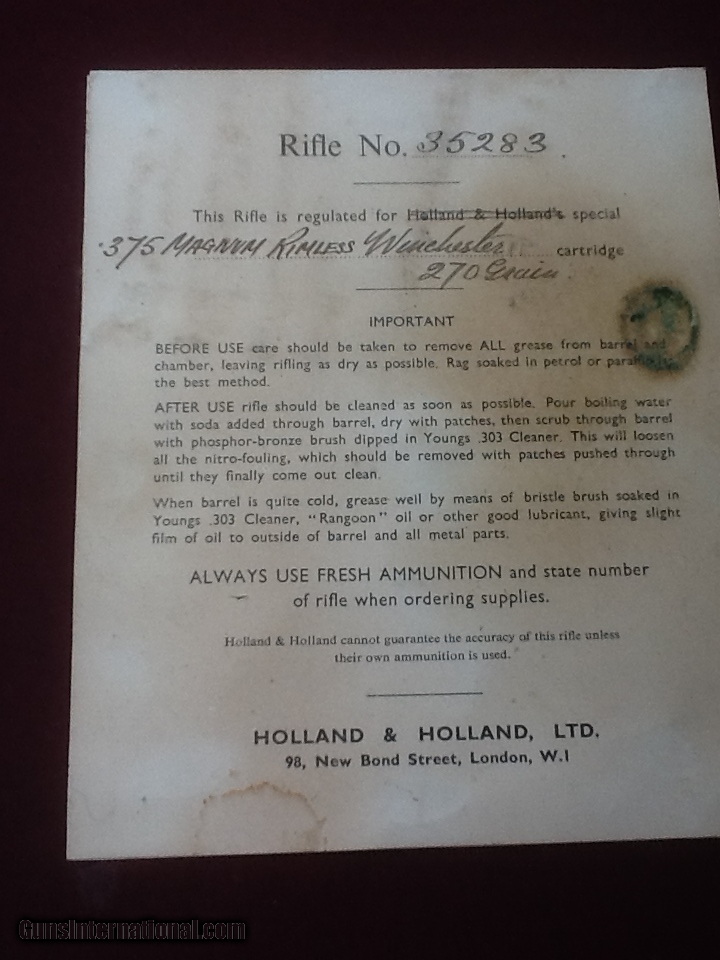 Rifle No. 35283.
This Rifle is regulated for Holland & Holland's special
.375 MAGNUM RIMLESS Winchester cartridge
270 Grain.
IMPORTANT
BEFORE USE care should be taken to remove ALL grease from barrel and
chamber, leaving rifling as dry as possible. Rag soaked in petrol or paraffin is
the best method.
AFTER USE rifle should be cleaned as soon as possible. Pour boiling water
with soda added through barrel, dry with patches, then scrub through barrel
with phosphor-bronze brush dipped in Youngs .303 Cleaner. This will loosen
all the nitro-fouling, which should be removed with patches pushed through
until they finally come out clean.
When barrel is quite cold, grease well by means of bristle brush soaked in
Youngs .303 Cleaner, "Rangoon" oil or other good lubricant, giving slight
film of oil to outside of barrel and all metal parts.
ALWAYS USE FRESH AMMUNITION and state number
of rifle when ordering supplies.
Holland & Holland cannot guarantee the accuracy of this rifle unless
their own ammunition is used.
HOLLAND & HOLLAND, LTD.
98, New Bond Street, London, W.1
GunsInternational.com